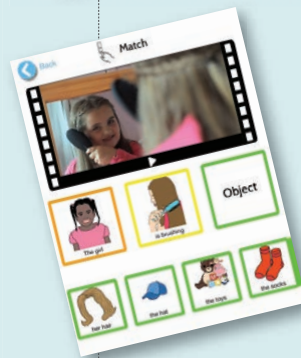 Back
Match
The girl
is brushing
Object
her hair
the hat
the toys
the socks